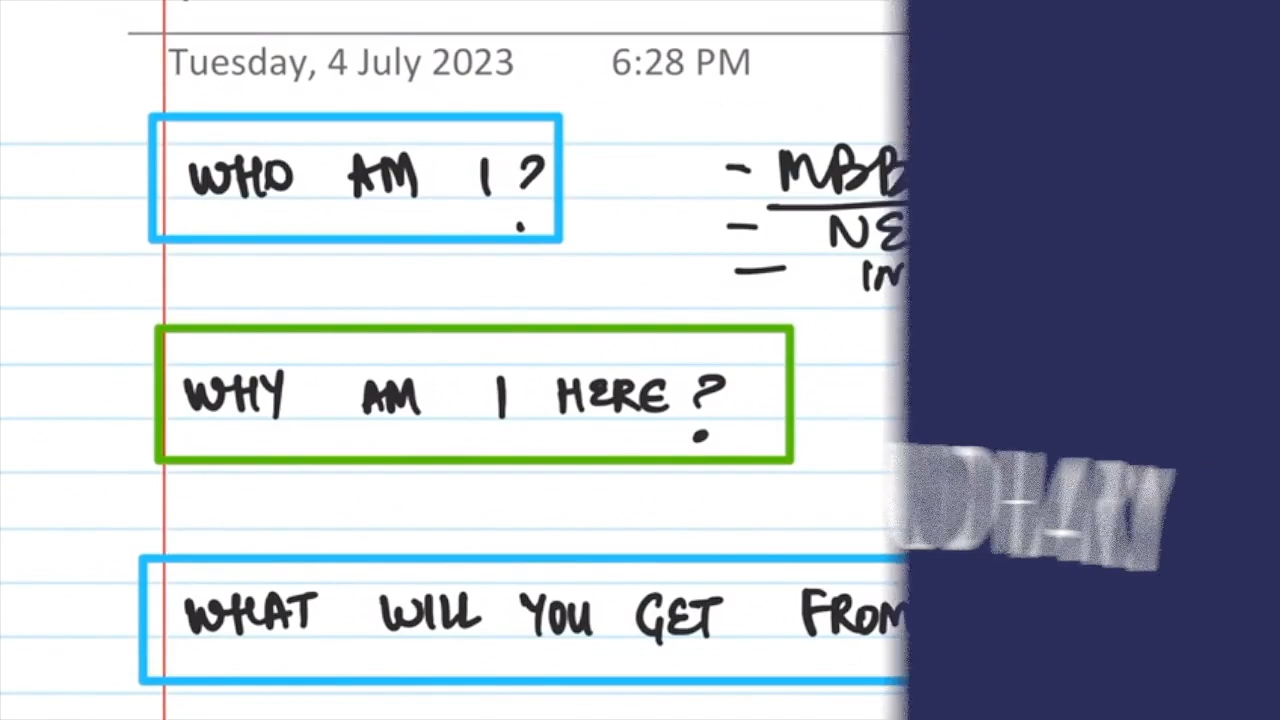 Tuesday, 4 July 2023 6:28 PM
WHO AM I ?
- MBB
- NE
- IN
WHY AM I HERE ?
WHAT WILL YOU GET FROM